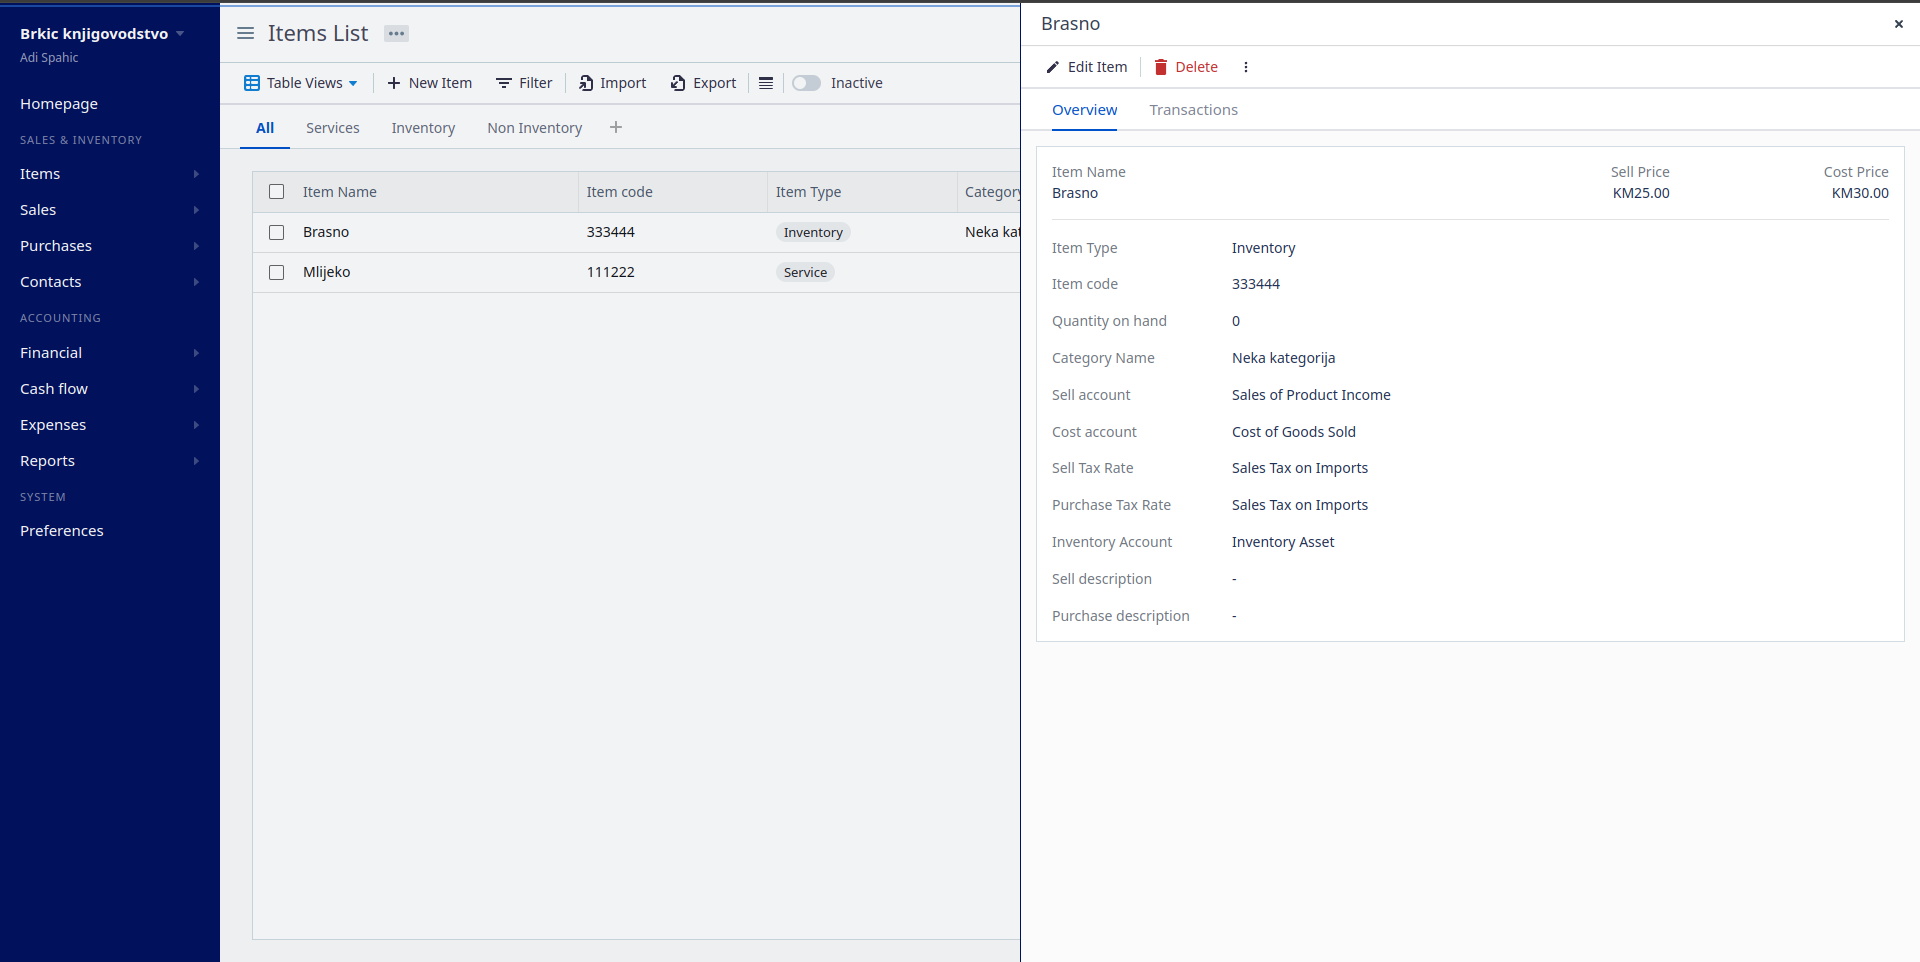 Brkic knjigovodstvo
Adi Spahic
Homepage
SALES & INVENTORY
Items
Sales
Purchases
Contacts
ACCOUNTING
Financial
Cash flow
Expenses
Reports
SYSTEM
Preferences
Items List
Table Views
New Item
Filter
Import
Export
Inactive
All
Services
Inventory
Non Inventory
Item Name Item code Item Type Category
Brasno 333444 Inventory Neka kat
Mlijeko 111222 Service
Brasno
Edit Item
Delete
Overview
Transactions
Item Name Sell Price Cost Price
Brasno KM25.00 KM30.00
Item Type Inventory
Item code 333444
Quantity on hand 0
Category Name Neka kategorija
Sell account Sales of Product Income
Cost account Cost of Goods Sold
Sell Tax Rate Sales Tax on Imports
Purchase Tax Rate Sales Tax on Imports
Inventory Account Inventory Asset
Sell description -
Purchase description -